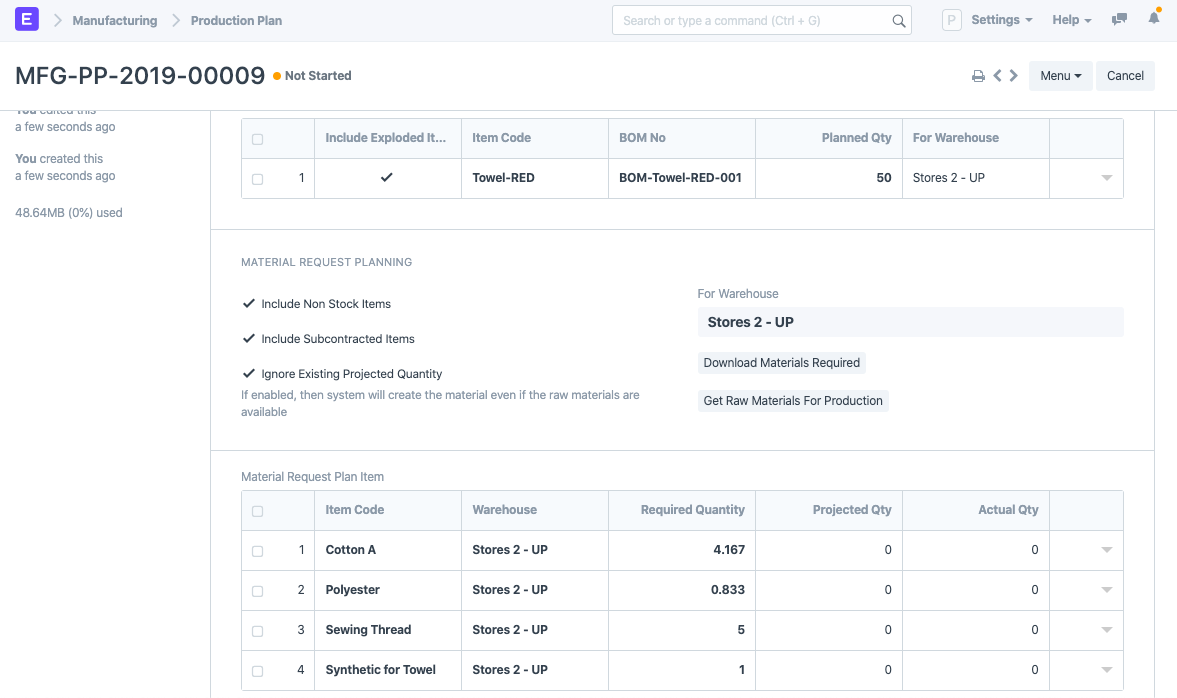 E Manufacturing Production Plan Search or type a command (Ctrl + G) P Settings Help
MFG-PP-2019-00009 Not Started Menu Cancel
You edited this
a few seconds ago
You created this
a few seconds ago
48.64MB (0%) used
Include Exploded It... Item Code BOM No Planned Qty For Warehouse
1 Towel-RED BOM-Towel-RED-001 50 Stores 2 - UP
MATERIAL REQUEST PLANNING
Include Non Stock Items
Include Subcontracted Items
Ignore Existing Projected Quantity
If enabled, then system will create the material even if the raw materials are
available
For Warehouse
Stores 2 - UP
Download Materials Required
Get Raw Materials For Production
Material Request Plan Item
Item Code Warehouse Required Quantity Projected Qty Actual Qty
1 Cotton A Stores 2 - UP 4.167 0 0
2 Polyester Stores 2 - UP 0.833 0 0
3 Sewing Thread Stores 2 - UP 5 0 0
4 Synthetic for Towel Stores 2 - UP 1 0 0